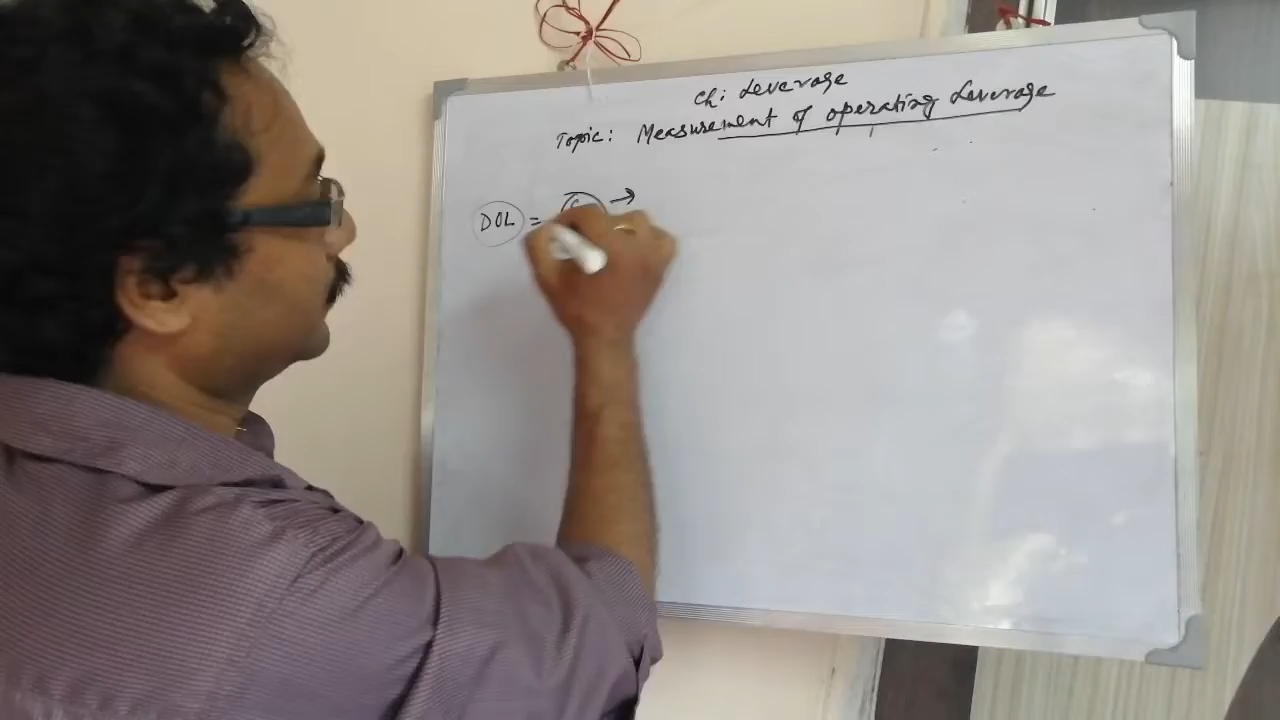 Ch: Leverage
Topic: Measurement of operating Leverage
DOL =